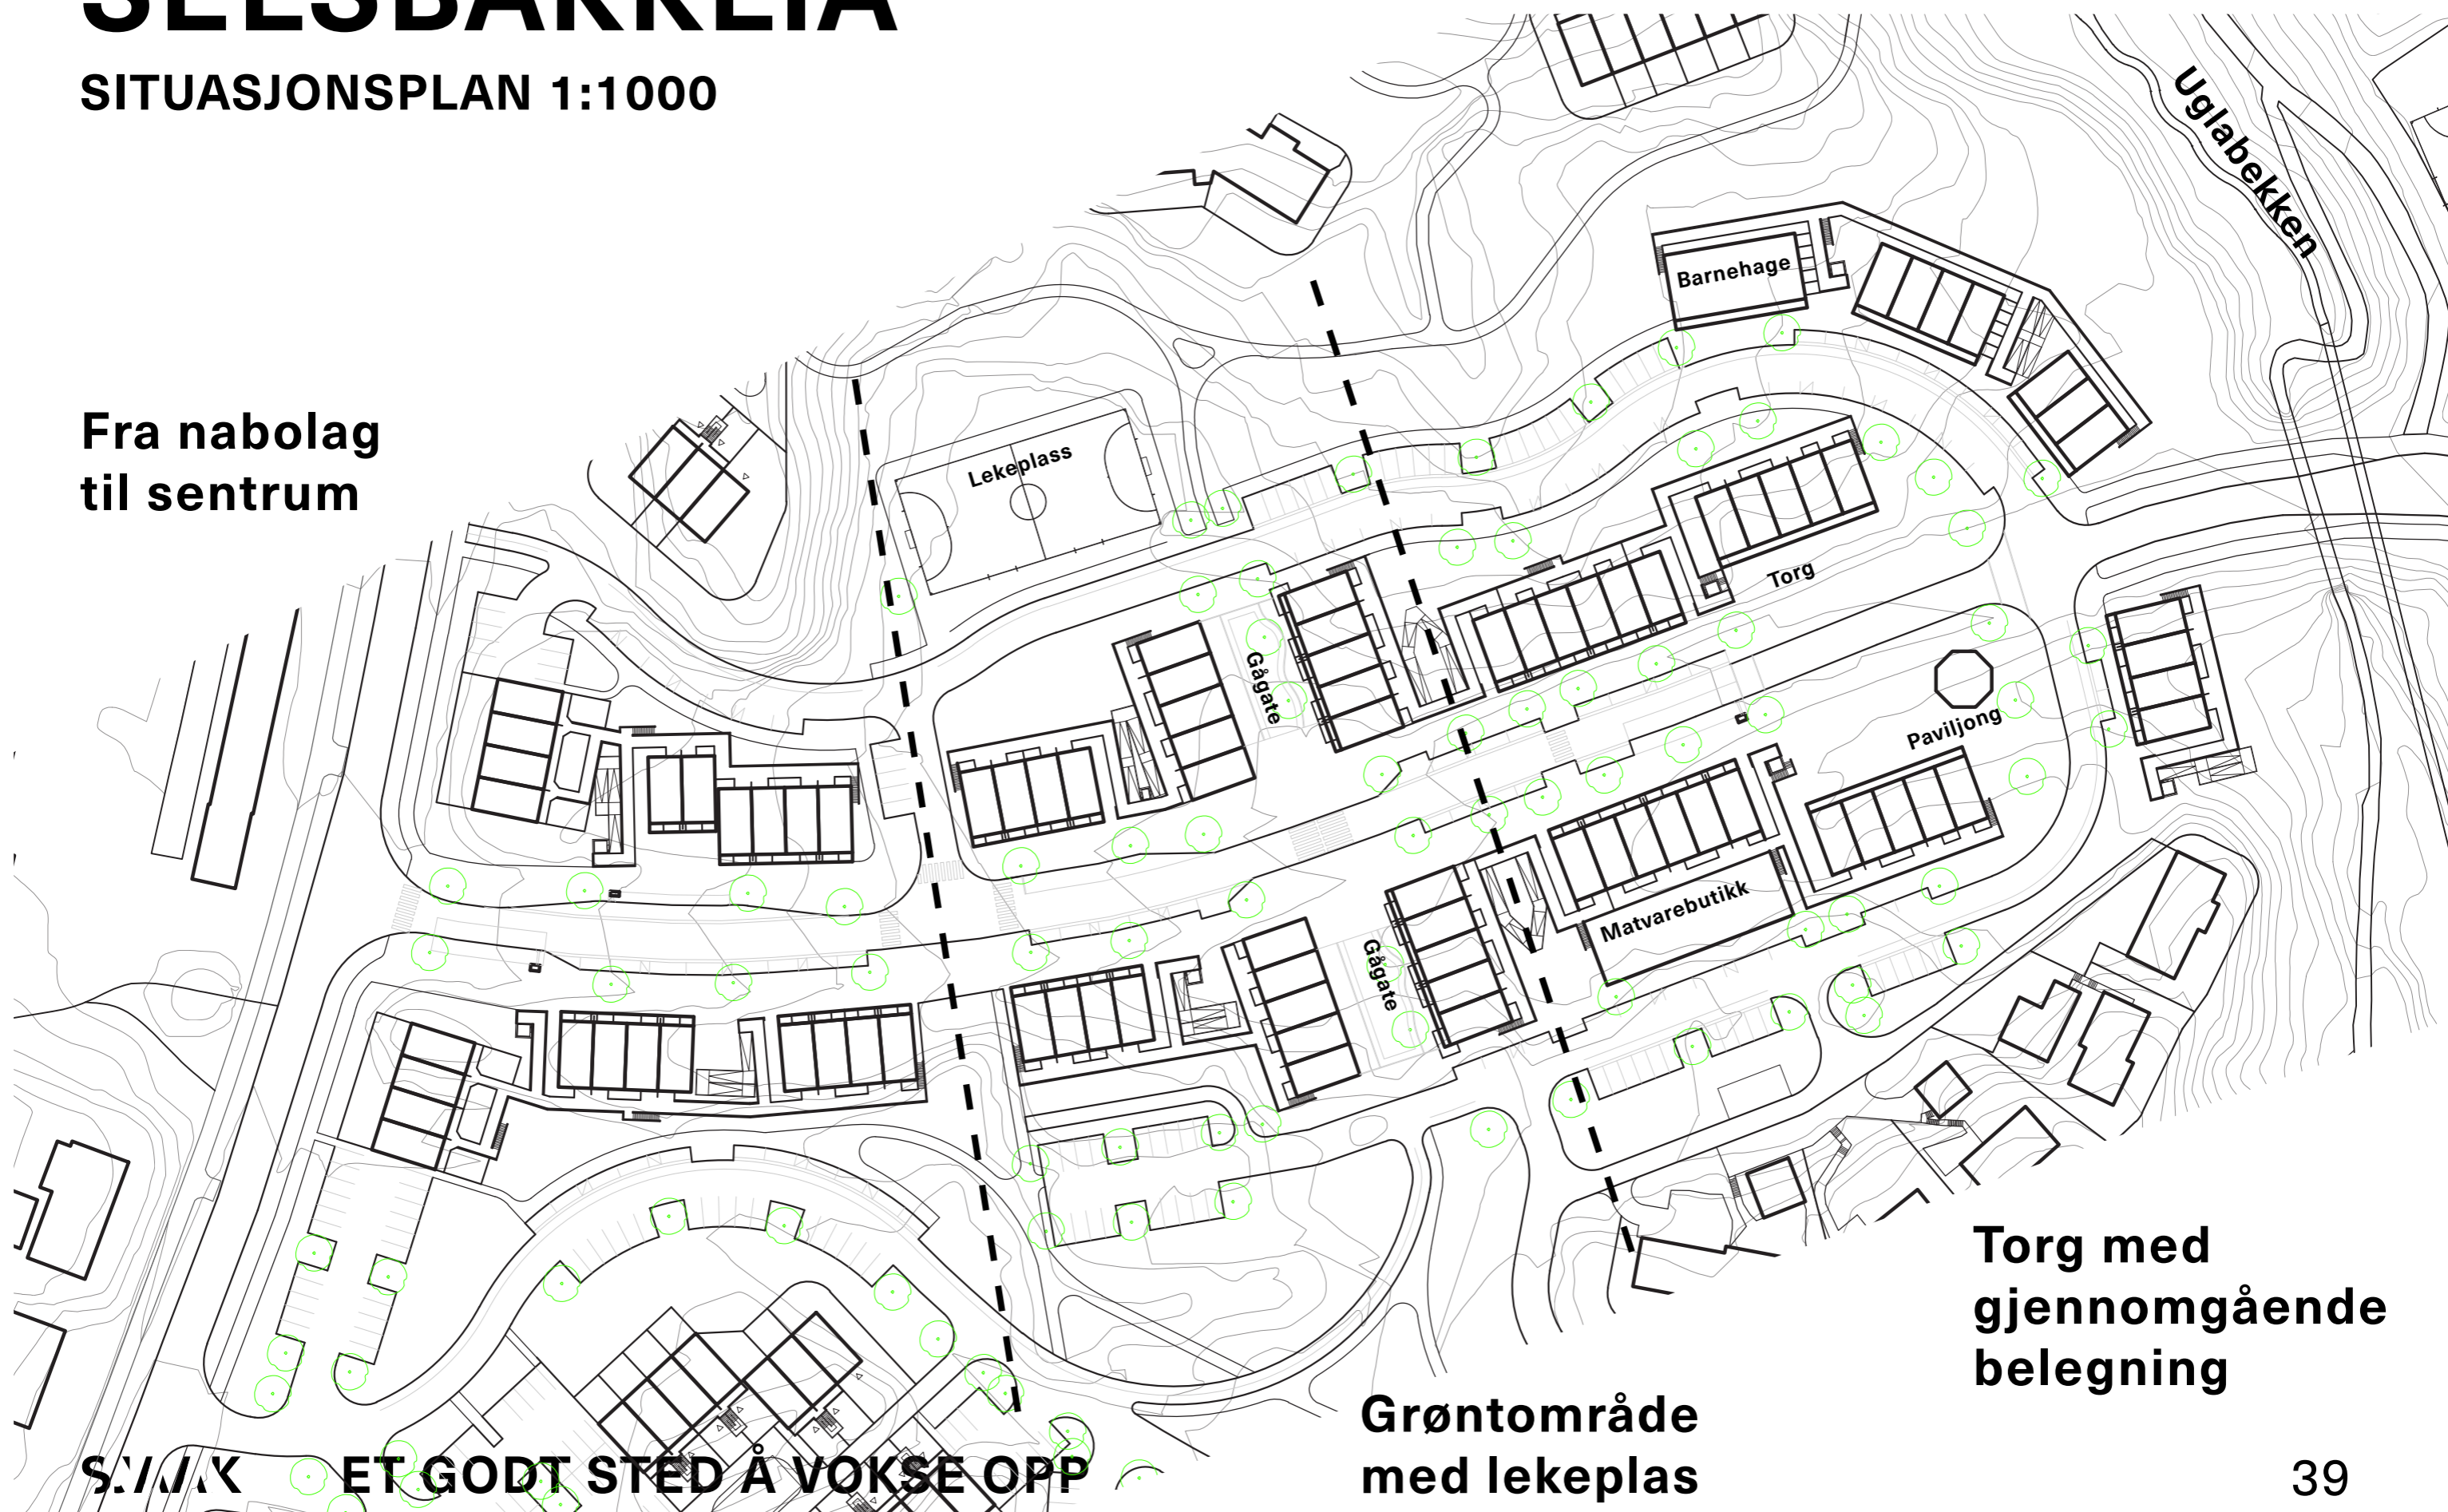 SELSBAKKLIA
SITUASJONSPLAN 1:1000
Uglabekken
Barnehage
Fra nabolag
til sentrum
Lekeplass
Torg
Gågate
Paviljong
Matvarebutikk
Gågate
Torg med
gjennomgående
belegning
Grøntområde
med lekeplas
ET GODT STED Å VOKSE OPP
39